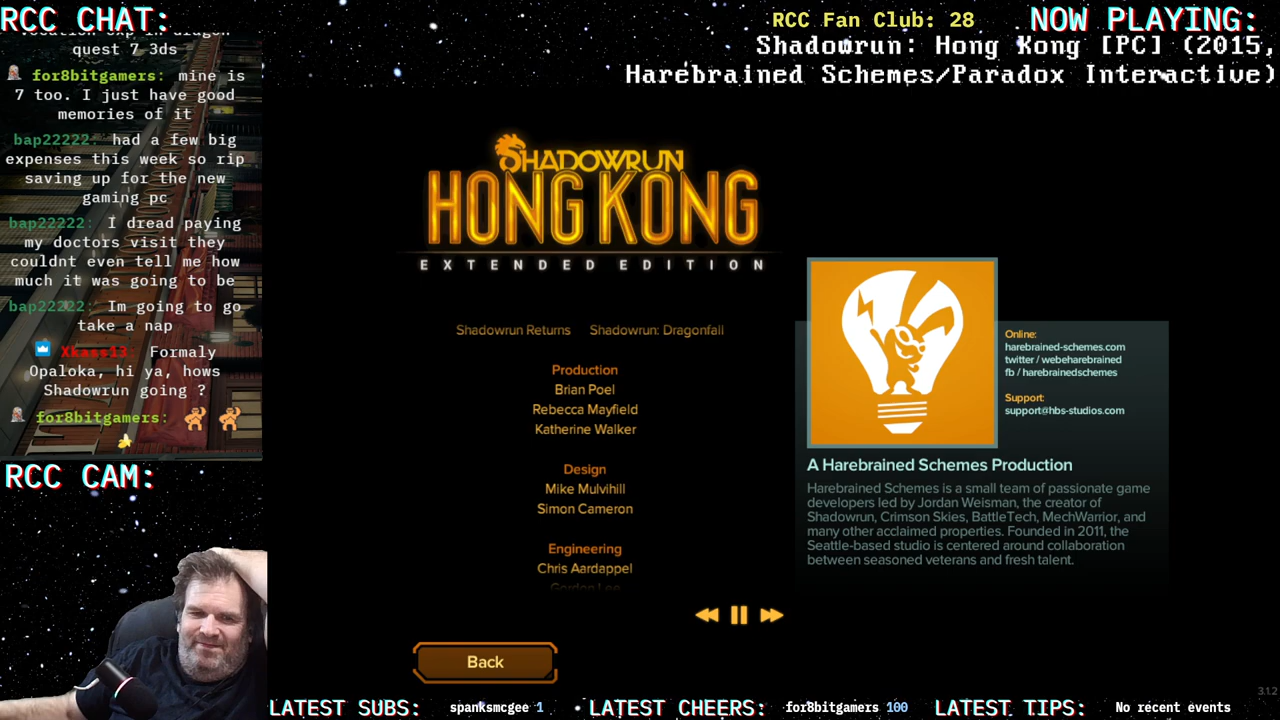 RCC CHAT:
quest 7 3ds
for8bitgamers: mine is
7 too. I just have good
memories of it
bap22222: had a few big
expenses this week so rip
saving up for the new
gaming pc
bap22222: I dread paying
my doctors visit they
couldnt even tell me how
much it was going to be
bap22222: Im going to go
take a nap
Xkass13: Formaly
Opaloka, hi ya, hows
Shadowrun going ?
for8bitgamers:
RCC CAM:
RCC Fan Club: 28
NOW PLAYING:
Shadowrun: Hong Kong [PC] (2015,
Harebrained Schemes/Paradox Interactive)
SHADOWRUN
HONG KONG
EXTENDED EDITION
Shadowrun Returns Shadowrun: Dragonfall
Production
Brian Poel
Rebecca Mayfield
Katherine Walker
Design
Mike Mulvihill
Simon Cameron
Engineering
Chris Aardappel
Gordon Lee
Online:
harebrained-schemes.com
twitter / webeharebrained
fb / harebrainedschemes
Support:
support@hbs-studios.com
A Harebrained Schemes Production
Harebrained Schemes is a small team of passionate game
developers led by Jordan Weisman, the creator of
Shadowrun, Crimson Skies, BattleTech, MechWarrior, and
many other acclaimed properties. Founded in 2011, the
Seattle-based studio is centered around collaboration
between seasoned veterans and fresh talent.
Back
3.1.2
LATEST SUBS: spanksmcgee 1 LATEST CHEERS: for8bitgamers 100 LATEST TIPS: No recent events